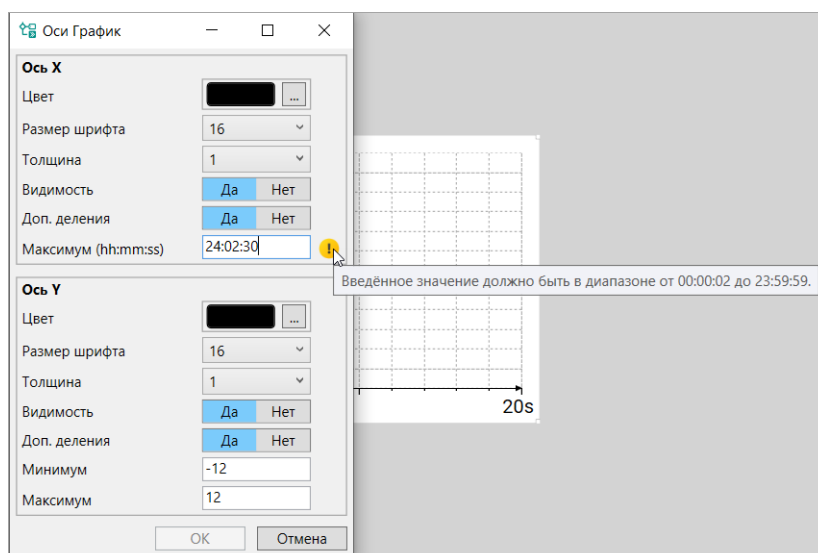 Оси График
Ось X
Цвет
...
Размер шрифта 16
Толщина 1
Видимость Да Нет
Доп. деления Да Нет
Максимум (hh:mm:ss) 24:02:30 !
Введённое значение должно быть в диапазоне от 00:00:02 до 23:59:59.
Ось Y
Цвет
...
Размер шрифта 16
Толщина 1
Видимость Да Нет
20s
Доп. деления Да Нет
Минимум -12
Максимум 12
OK Отмена